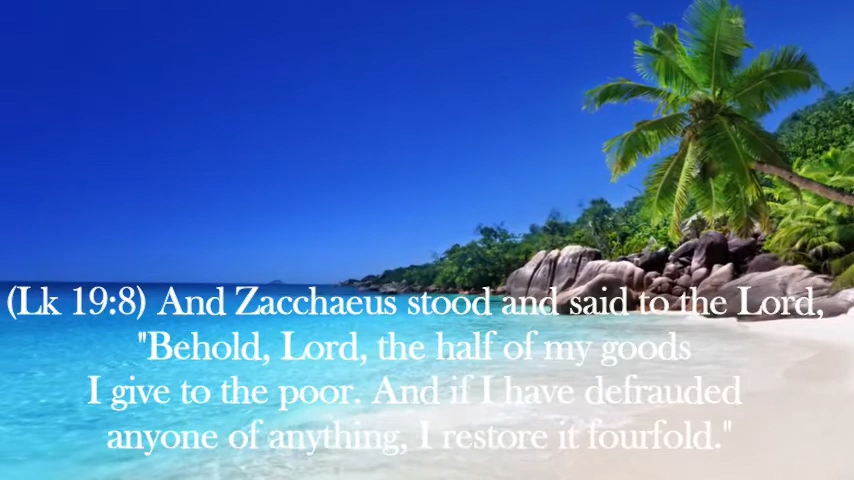 (Lk 19:8) And Zacchaeus stood and said to the Lord,
"Behold, Lord, the half of my goods
I give to the poor. And if I have defrauded
anyone of anything, I restore it fourfold."